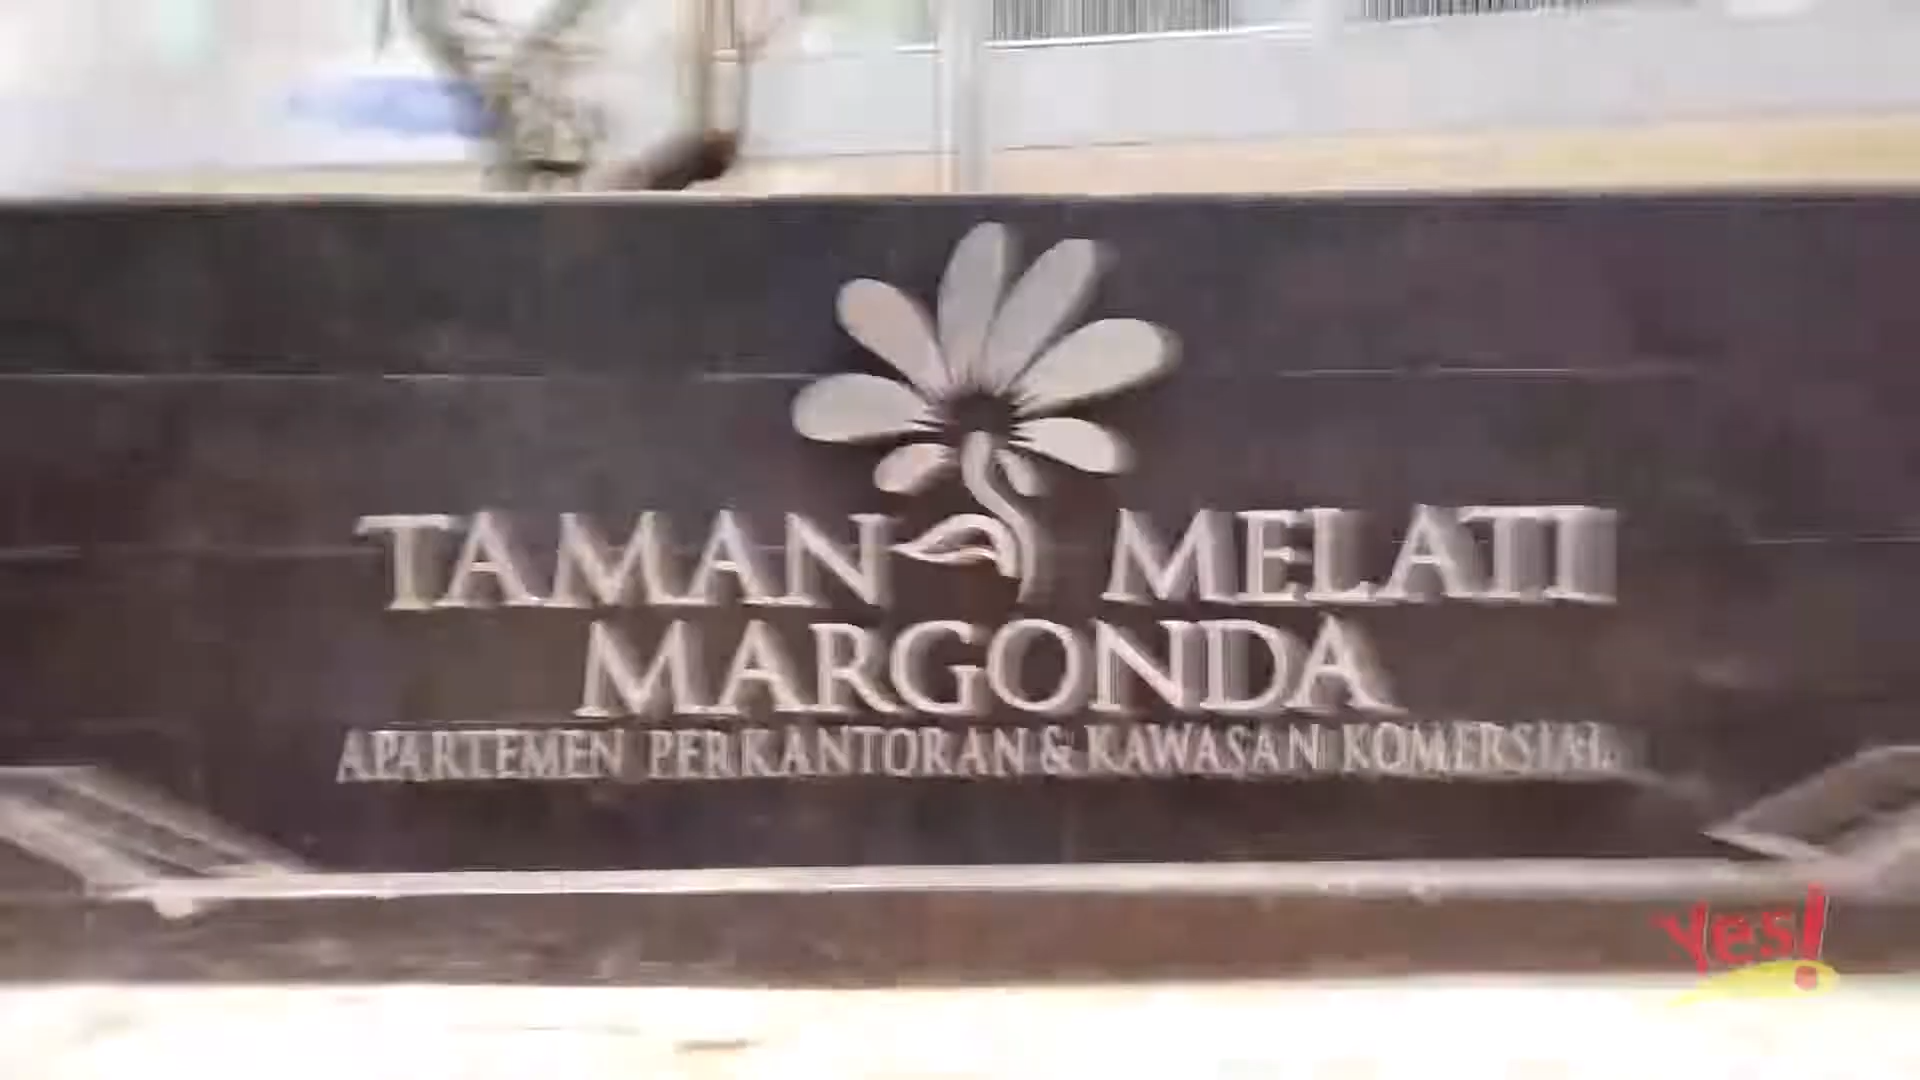 TAMAN MELATI
MARGONDA
APARTEMEN PERKANTORAN & KAWASAN KOMERSIAL
Yes!